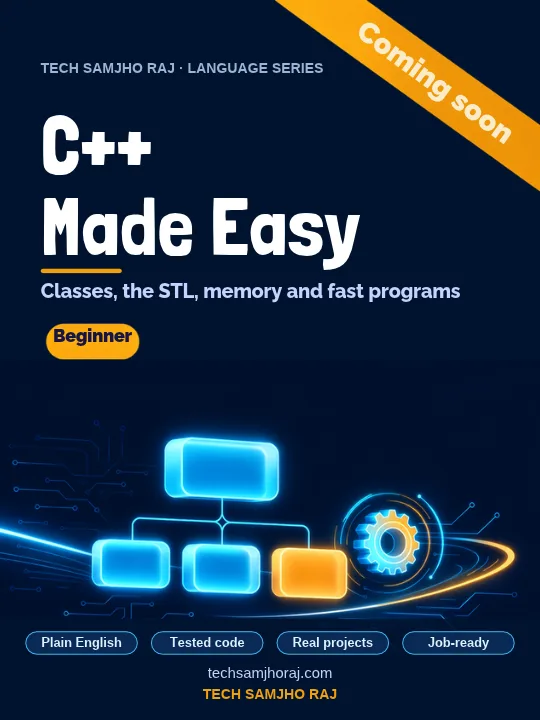 Coming soon
TECH SAMJHO RAJ · LANGUAGE SERIES
C++
Made Easy
Classes, the STL, memory and fast programs
Beginner
Plain English
Tested code
Real projects
Job-ready
techsamjhoraj.com
TECH SAMJHO RAJ